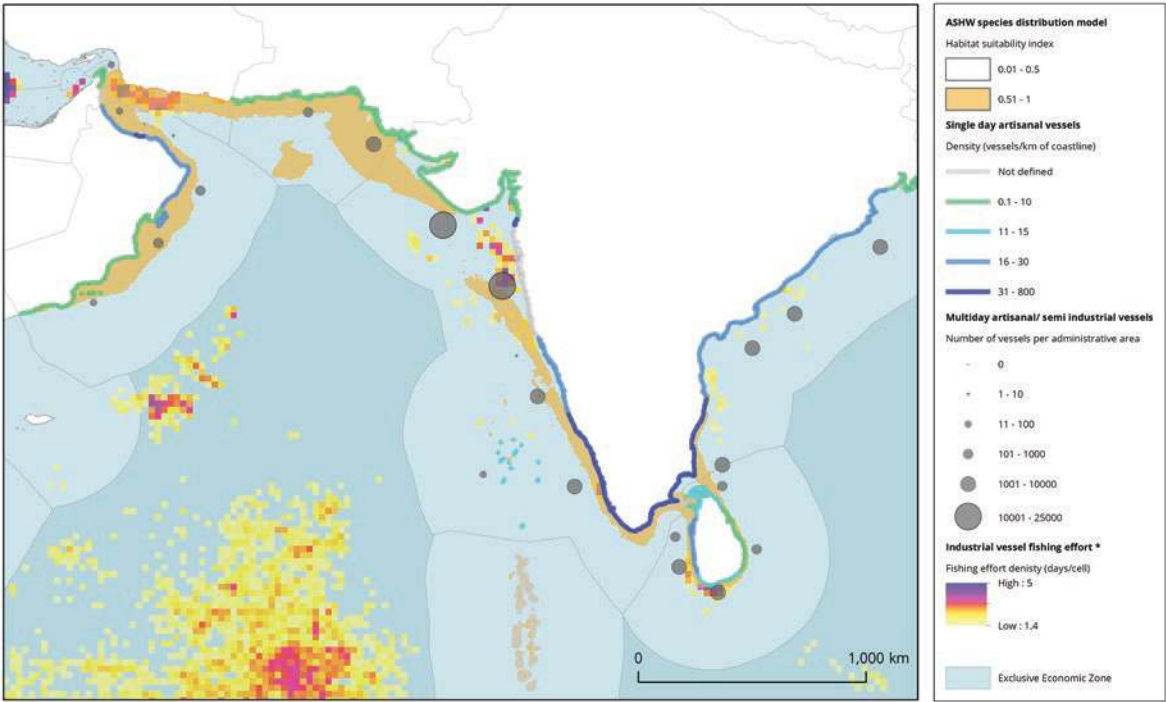 ASHW species distribution model
Habitat suitability index
0.01 - 0.5
0.51 - 1
Single day artisanal vessels
Density (vessels/km of coastline)
Not defined
0.1 - 10
11 - 15
16 - 30
31 - 800
Multiday artisanal/ semi industrial vessels
Number of vessels per administrative area
0
1 - 10
11 - 100
101 - 1000
1001 - 10000
10001 - 25000
Industrial vessel fishing effort *
Fishing effort denisty (days/cell)
High : 5
Low : 1,4
Exclusive Economic Zone
0
1,000 km